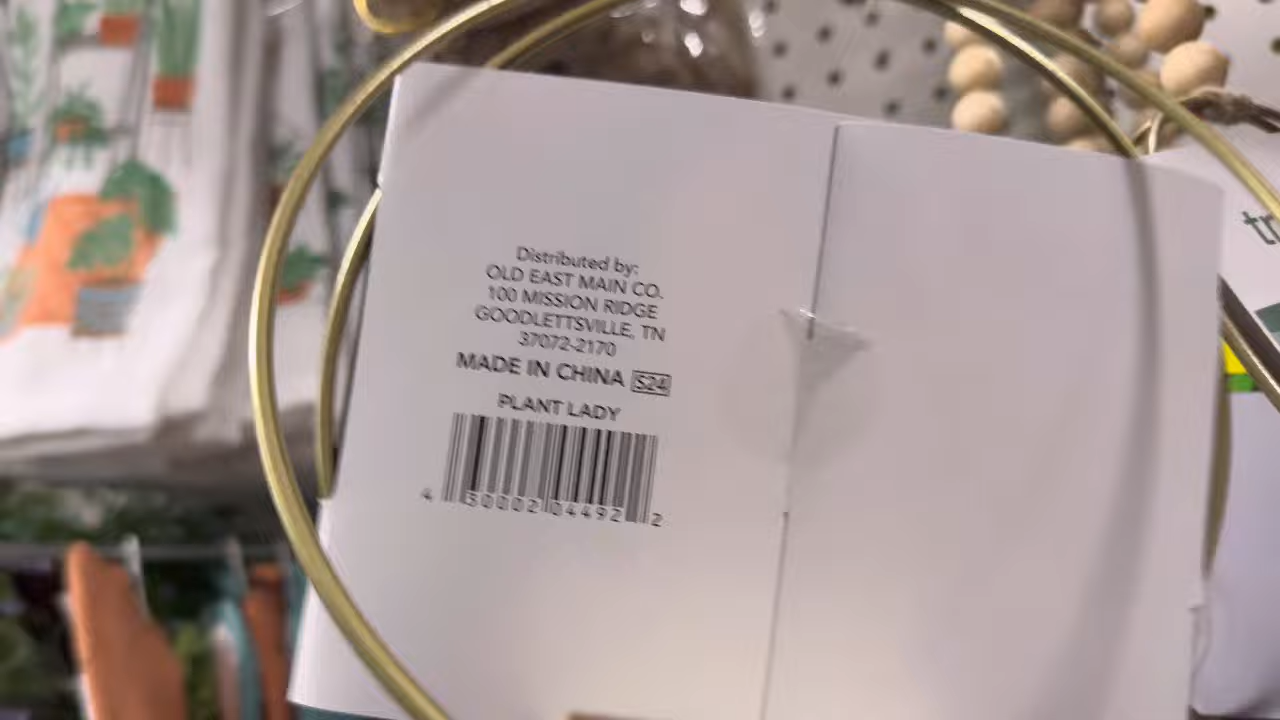 Distributed by:
OLD EAST MAIN CO.
100 MISSION RIDGE
GOODLETTSVILLE, TN
37072-2170
MADE IN CHINA S24
PLANT LADY
4 30002 04492 2
tr